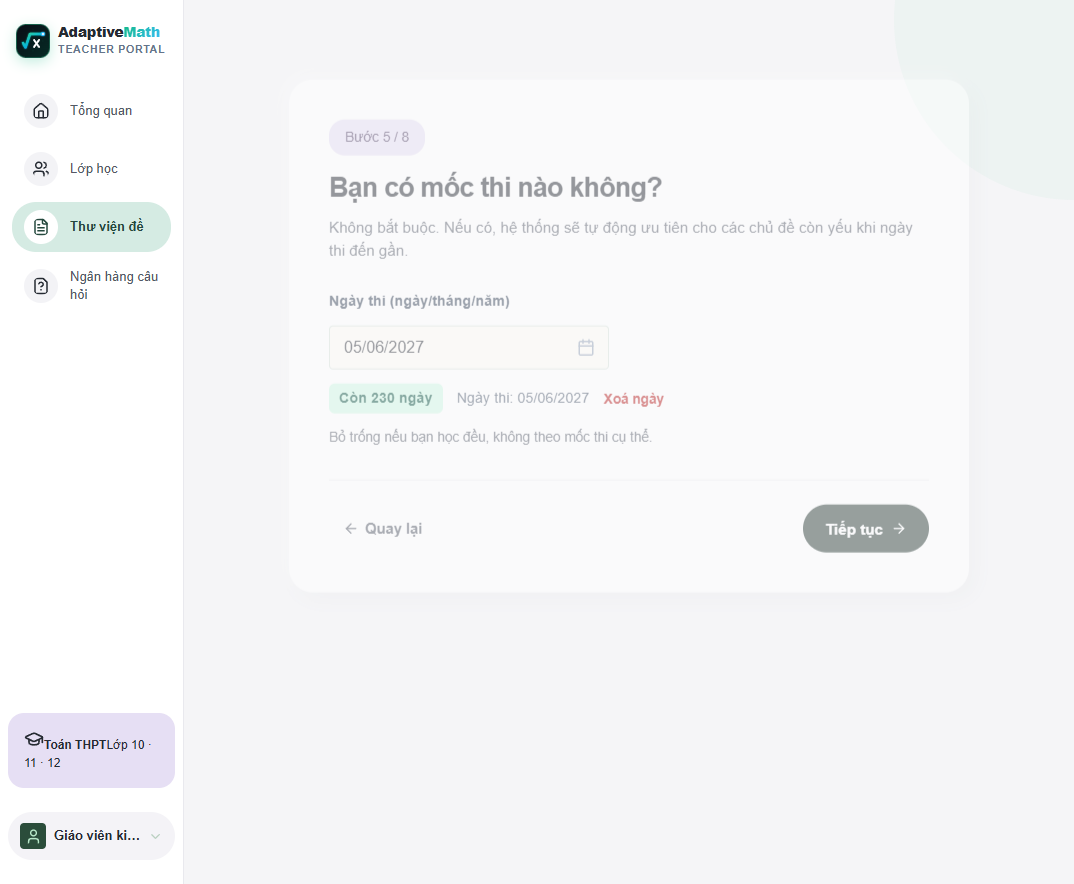 AdaptiveMath
TEACHER PORTAL
Tổng quan
Lớp học
Thư viện đề
Ngân hàng câu
hỏi
Toán THPTLớp 10 ·
11 · 12
Giáo viên ki...
Bước 5 / 8
Bạn có mốc thi nào không?
Không bắt buộc. Nếu có, hệ thống sẽ tự động ưu tiên cho các chủ đề còn yếu khi ngày
thi đến gần.
Ngày thi (ngày/tháng/năm)
05/06/2027
Còn 230 ngày Ngày thi: 05/06/2027 Xoá ngày
Bỏ trống nếu bạn học đều, không theo mốc thi cụ thể.
← Quay lại
Tiếp tục →